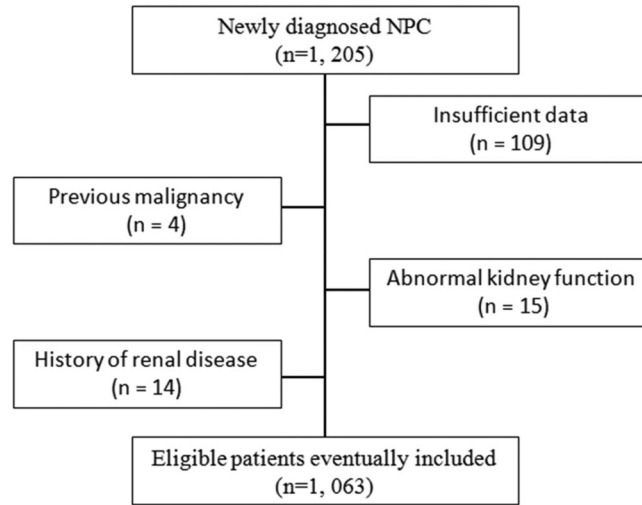 Newly diagnosed NPC
(n=1, 205)
Insufficient data
(n = 109)
Previous malignancy
(n = 4)
Abnormal kidney function
(n = 15)
History of renal disease
(n = 14)
Eligible patients eventually included
(n=1, 063)